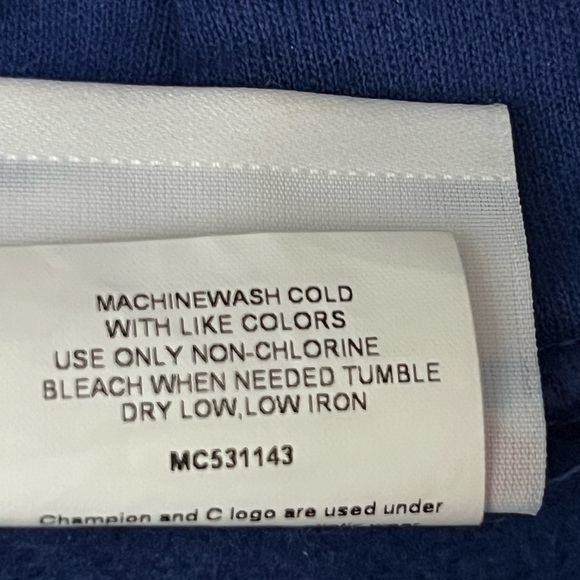 MACHINEWASH COLD
WITH LIKE COLORS
USE ONLY NON-CHLORINE
BLEACH WHEN NEEDED TUMBLE
DRY LOW,LOW IRON
MC531143
Champion and C logo are used under